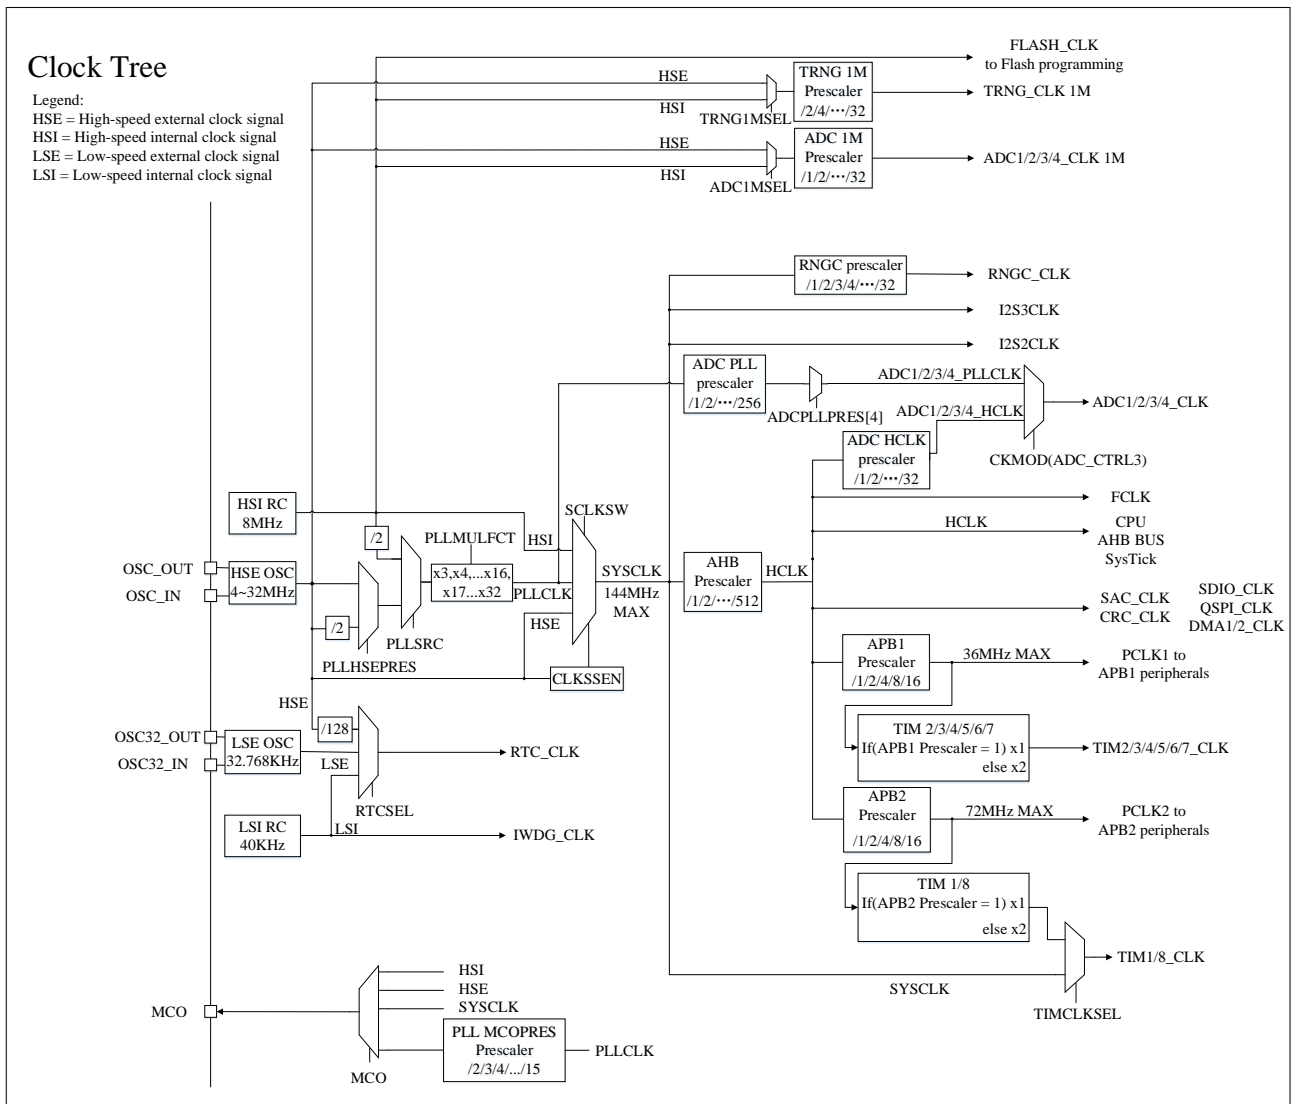 Clock Tree
Legend:
HSE = High-speed external clock signal
HSI = High-speed internal clock signal
LSE = Low-speed external clock signal
LSI = Low-speed internal clock signal
FLASH_CLK
to Flash programming
HSE
HSI
TRNG1MSEL
TRNG 1M
Prescaler
/2/4/⋯/32
TRNG_CLK 1M
HSE
HSI
ADC1MSEL
ADC 1M
Prescaler
/1/2/⋯/32
ADC1/2/3/4_CLK 1M
RNGC prescaler
/1/2/3/4/⋯/32
RNGC_CLK
I2S3CLK
I2S2CLK
ADC PLL
prescaler
/1/2/⋯/256
ADCPLLPRES[4]
ADC1/2/3/4_PLLCLK
ADC1/2/3/4_HCLK
ADC1/2/3/4_CLK
CKMOD(ADC_CTRL3)
ADC HCLK
prescaler
/1/2/⋯/32
FCLK
HCLK
CPU
AHB BUS
SysTick
HSI RC
8MHz
OSC_OUT
OSC_IN
HSE OSC
4~32MHz
/2
/2
PLLHSEPRES
PLLSRC
PLLMULFCT
x3,x4,...x16,
x17...x32
PLLCLK
SCLKSW
HSI
HSE
CLKSSEN
SYSCLK
144MHz
MAX
AHB
Prescaler
/1/2/⋯/512
HCLK
SAC_CLK
CRC_CLK
SDIO_CLK
QSPI_CLK
DMA1/2_CLK
APB1
Prescaler
/1/2/4/8/16
36MHz MAX
PCLK1 to
APB1 peripherals
TIM 2/3/4/5/6/7
If(APB1 Prescaler = 1) x1
else x2
TIM2/3/4/5/6/7_CLK
HSE
/128
OSC32_OUT
OSC32_IN
LSE OSC
32.768KHz
LSE
RTC_CLK
RTCSEL
LSI RC
40KHz
LSI
IWDG_CLK
APB2
Prescaler
/1/2/4/8/16
72MHz MAX
PCLK2 to
APB2 peripherals
TIM 1/8
If(APB2 Prescaler = 1) x1
else x2
TIM1/8_CLK
SYSCLK
TIMCLKSEL
MCO
HSI
HSE
SYSCLK
PLL MCOPRES
Prescaler
/2/3/4/.../15
PLLCLK
MCO